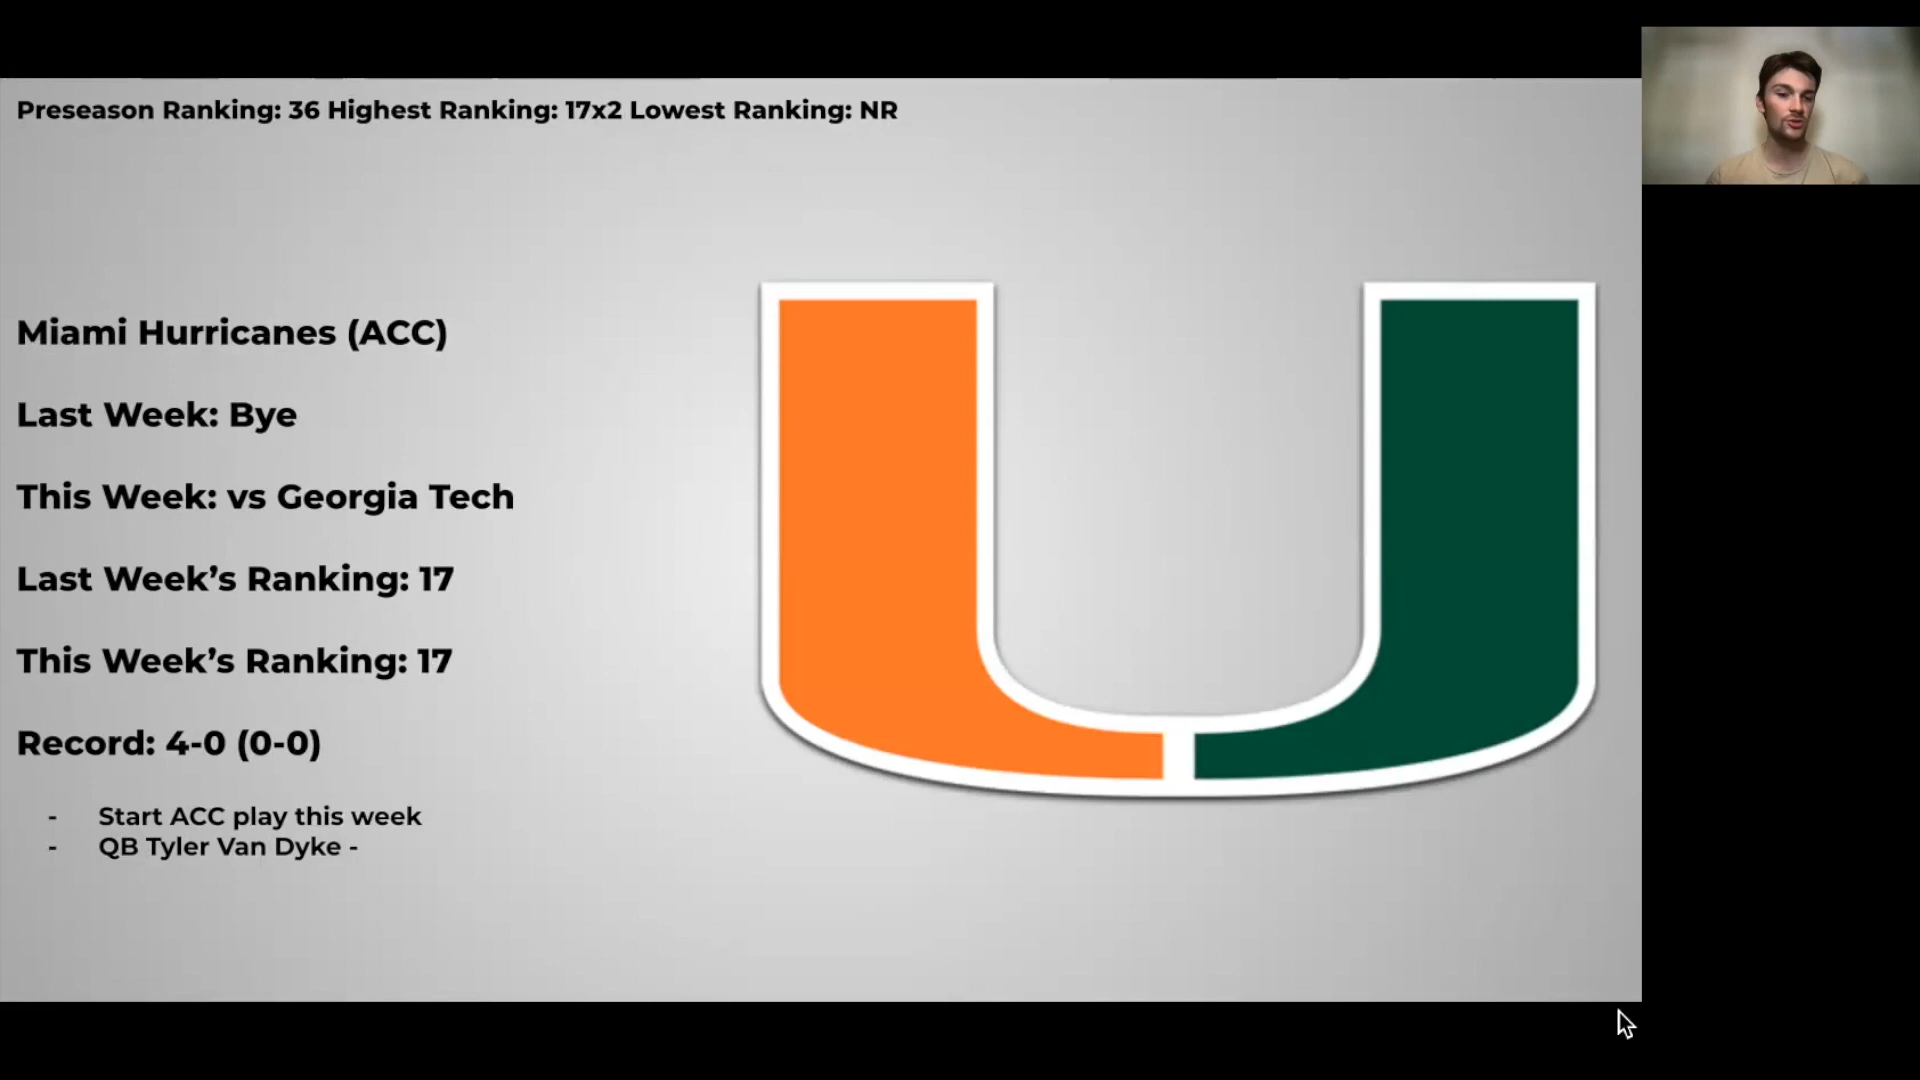 Preseason Ranking: 36 Highest Ranking: 17x2 Lowest Ranking: NR
Miami Hurricanes (ACC)
Last Week: Bye
This Week: vs Georgia Tech
Last Week’s Ranking: 17
This Week’s Ranking: 17
Record: 4-0 (0-0)
- Start ACC play this week
- QB Tyler Van Dyke -